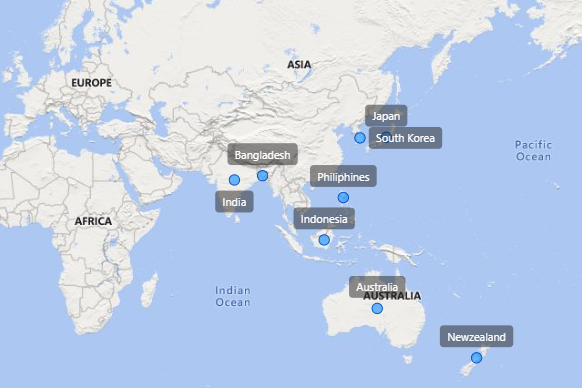 ASIA
EUROPE
Japan
South Korea
Pacific
Ocean
Bangladesh
Philiphines
India
Indonesia
AFRICA
Indian
Ocean
Australia
AUSTRALIA
Newzealand